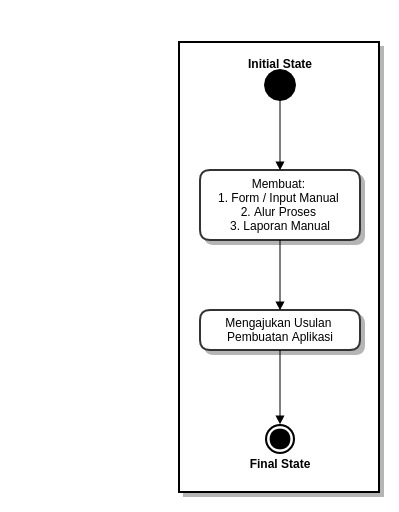 Initial State
Membuat:
1. Form / Input Manual
2. Alur Proses
3. Laporan Manual
Mengajukan Usulan
Pembuatan Aplikasi
Final State